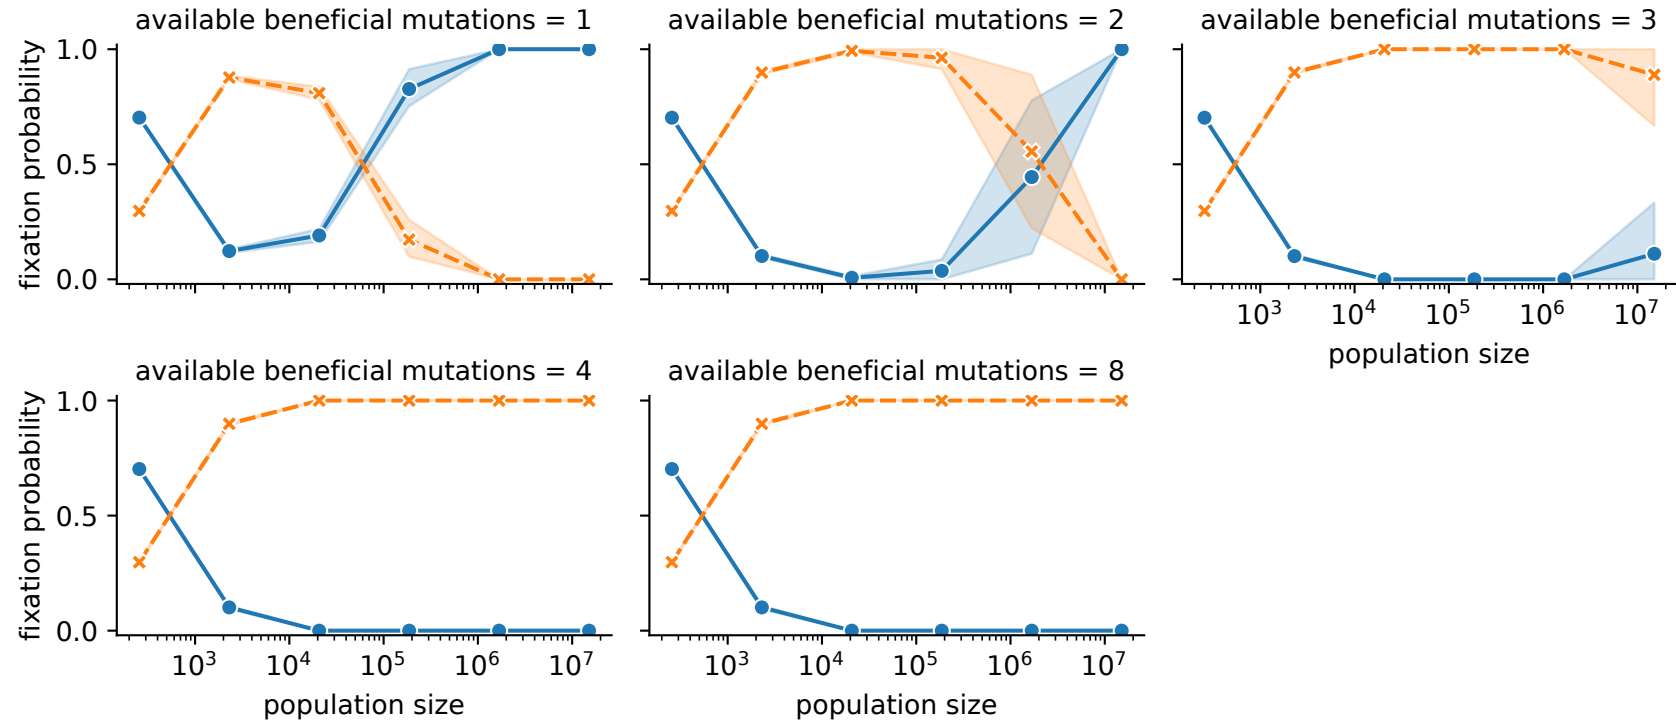 available beneficial mutations = 1
available beneficial mutations = 2
available beneficial mutations = 3
fixation probability
1.0
0.5
0.0
10³ 10⁴ 10⁵ 10⁶ 10⁷
population size
available beneficial mutations = 4
available beneficial mutations = 8
fixation probability
1.0
0.5
0.0
10³ 10⁴ 10⁵ 10⁶ 10⁷
population size
10³ 10⁴ 10⁵ 10⁶ 10⁷
population size